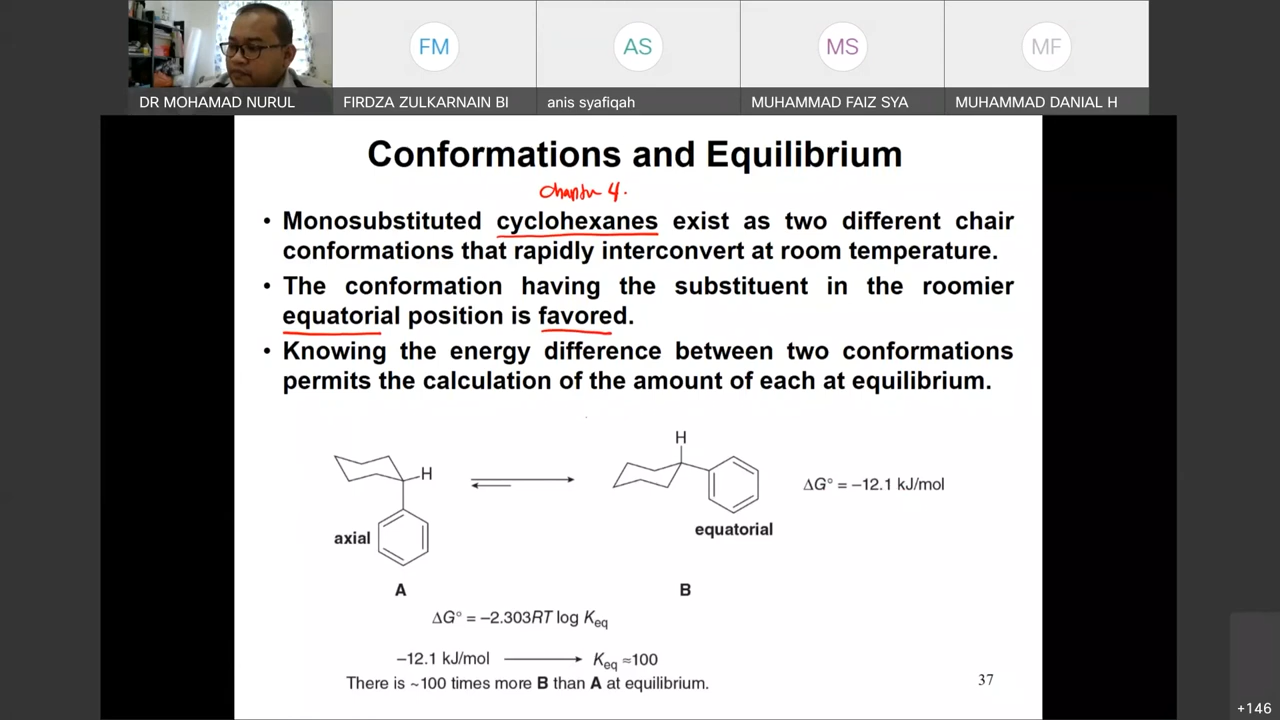 FM
AS
MS
MF
DR MOHAMAD NURUL
FIRDZA ZULKARNAIN BI
anis syafiqah
MUHAMMAD FAIZ SYA
MUHAMMAD DANIAL H
Conformations and Equilibrium
4.
• Monosubstituted cyclohexanes exist as two different chair
conformations that rapidly interconvert at room temperature.
• The conformation having the substituent in the roomier
equatorial position is favored.
• Knowing the energy difference between two conformations
permits the calculation of the amount of each at equilibrium.
H
H
ΔG° = −12.1 kJ/mol
axial
equatorial
A
B
ΔG° = −2.303RT log Keq
−12.1 kJ/mol ⟶ Keq ≈100
There is ~100 times more B than A at equilibrium.
37
+146